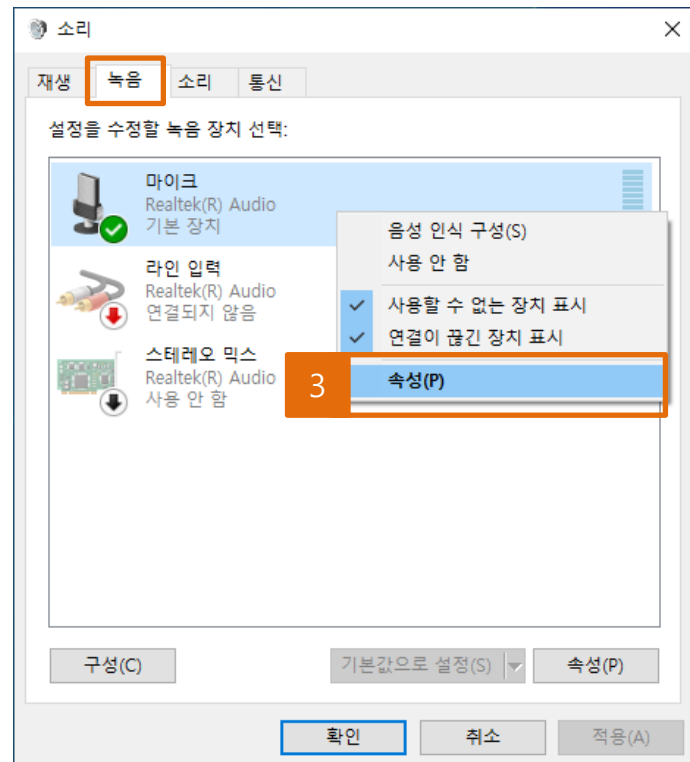 소리
재생 녹음 소리 통신
설정을 수정할 녹음 장치 선택:
마이크
Realtek(R) Audio
기본 장치
음성 인식 구성(S)
사용 안 함
라인 입력
Realtek(R) Audio
연결되지 않음
사용할 수 없는 장치 표시
연결이 끊긴 장치 표시
스테레오 믹스
Realtek(R) Audio
사용 안 함
3 속성(P)
구성(C) 기본값으로 설정(S) 속성(P)
확인 취소 적용(A)